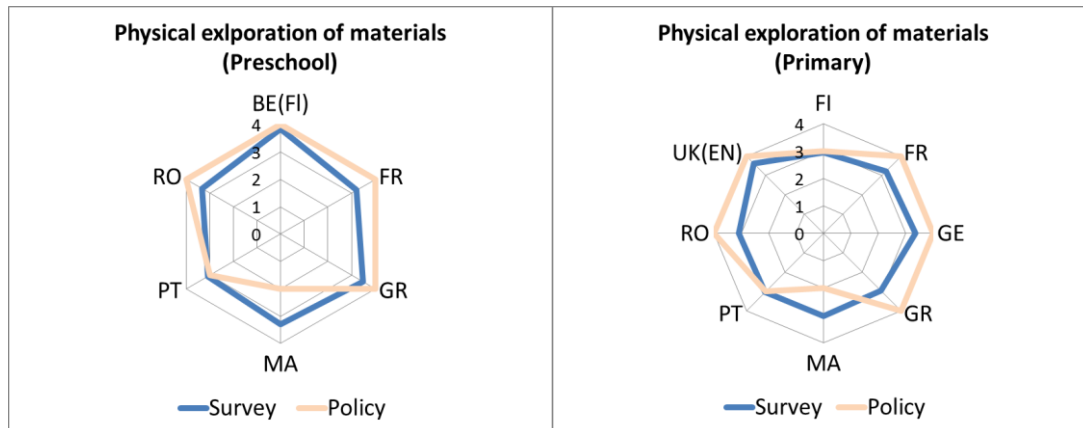 Physical exlporation of materials
(Preschool)
BE(Fl)
4
3
2
1
0
RO
FR
PT
GR
MA
Survey
Policy
Physical exploration of materials
(Primary)
FI
4
3
2
1
0
UK(EN)
FR
RO
GE
PT
GR
MA
Survey
Policy